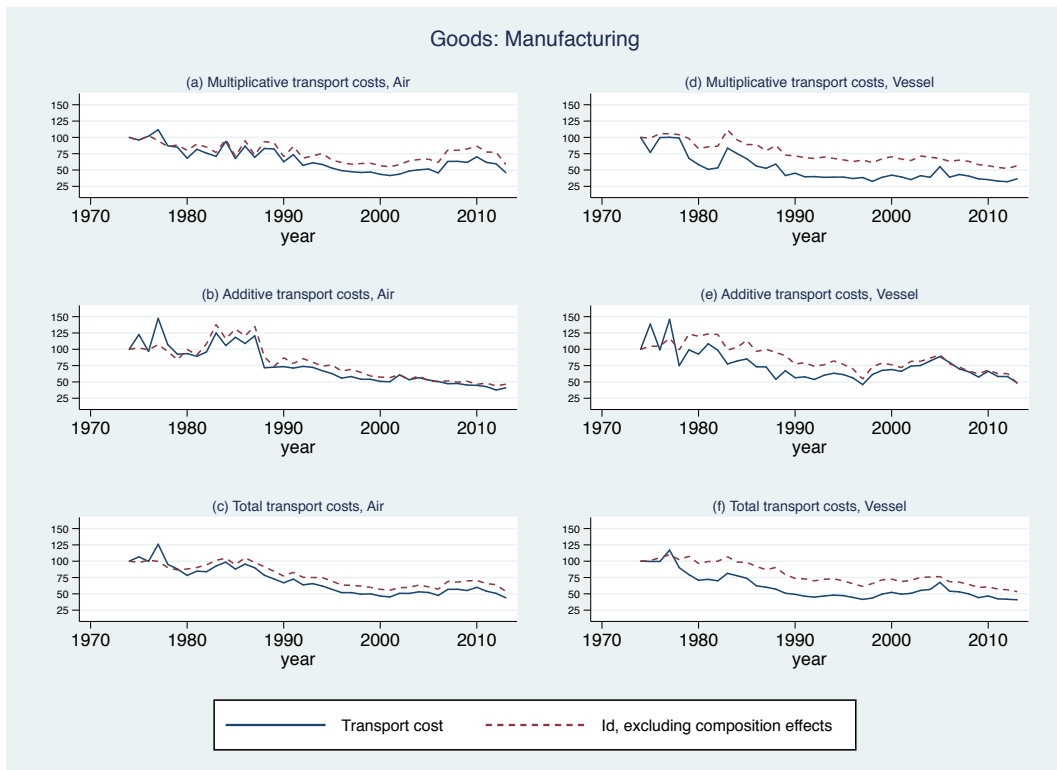 Goods: Manufacturing
(a) Multiplicative transport costs, Air
150
125
100
75
50
25
1970 1980 1990 2000 2010
year
(d) Multiplicative transport costs, Vessel
150
125
100
75
50
25
1970 1980 1990 2000 2010
year
(b) Additive transport costs, Air
150
125
100
75
50
25
1970 1980 1990 2000 2010
year
(e) Additive transport costs, Vessel
150
125
100
75
50
25
1970 1980 1990 2000 2010
year
(c) Total transport costs, Air
150
125
100
75
50
25
1970 1980 1990 2000 2010
year
(f) Total transport costs, Vessel
150
125
100
75
50
25
1970 1980 1990 2000 2010
year
Transport cost
Id, excluding composition effects